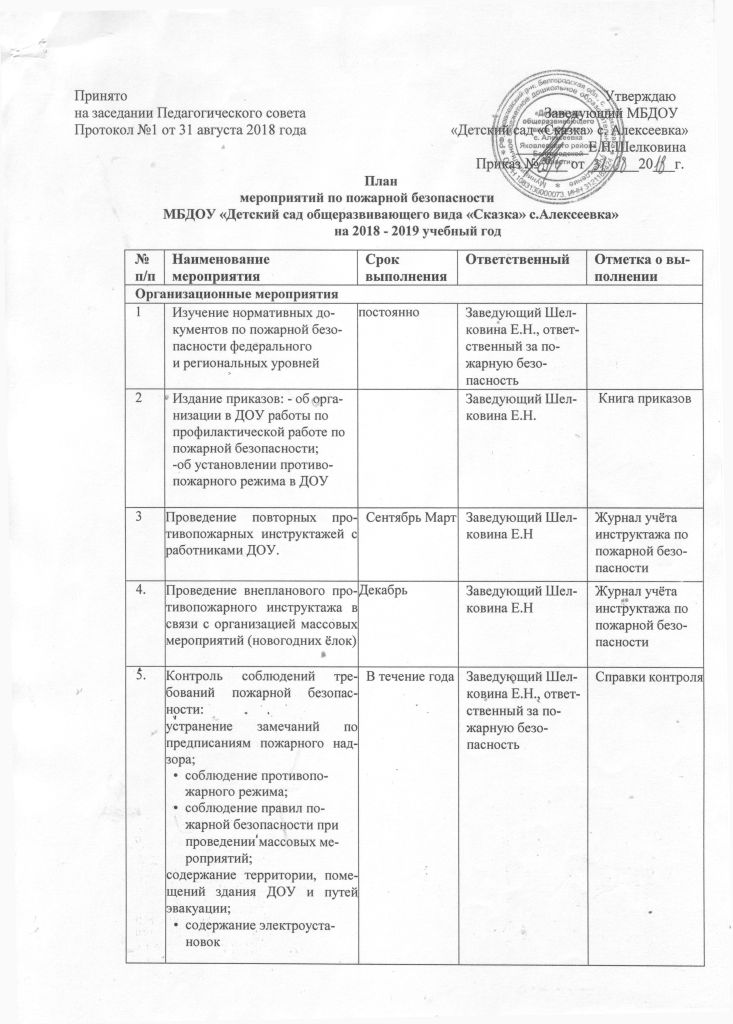 Принято
на заседании Педагогического совета
Протокол №1 от 31 августа 2018 года
Утверждаю
Заведующий МБДОУ
«Детский сад «Сказка» с. Алексеевка»
Е.Н.Шелковина
Приказ № от 08 2018 г.
План
мероприятий по пожарной безопасности
МБДОУ «Детский сад общеразвивающего вида «Сказка» с.Алексеевка»
на 2018 - 2019 учебный год
№ п/п
Наименование
мероприятия
Срок
выполнения
Ответственный
Отметка о вы-
полнении
Организационные мероприятия
1
Изучение нормативных до-
кументов по пожарной безо-
пасности федерального
и региональных уровней
постоянно
Заведующий Шел-
ковина Е.Н., ответ-
ственный за по-
жарную безо-
пасность
2
Издание приказов: - об орга-
низации в ДОУ работы по
профилактической работе по
пожарной безопасности;
-об установлении противо-
пожарного режима в ДОУ
Заведующий Шел-
ковина Е.Н.
Книга приказов
3
Проведение повторных про-
тивопожарных инструктажей с
работниками ДОУ.
Сентябрь Март
Заведующий Шел-
ковина Е.Н
Журнал учёта
инструктажа по
пожарной безо-
пасности
4.
Проведение внепланового про-
тивопожарного инструктажа в
связи с организацией массовых
мероприятий (новогодних ёлок)
Декабрь
Заведующий Шел-
ковина Е.Н
Журнал учёта
инструктажа по
пожарной безо-
пасности
5.
Контроль соблюдений тре-
бований пожарной безопас-
ности:
устранение замечаний по
предписаниям пожарного над-
зора;
• соблюдение противопо-
жарного режима;
• соблюдение правил по-
жарной безопасности при
проведении массовых ме-
роприятий;
содержание территории, поме-
щений здания ДОУ и путей
эвакуации;
• содержание электроуста-
новок
В течение года
Заведующий Шел-
ковина Е.Н., ответ-
ственный за по-
жарную безо-
пасность
Справки контроля